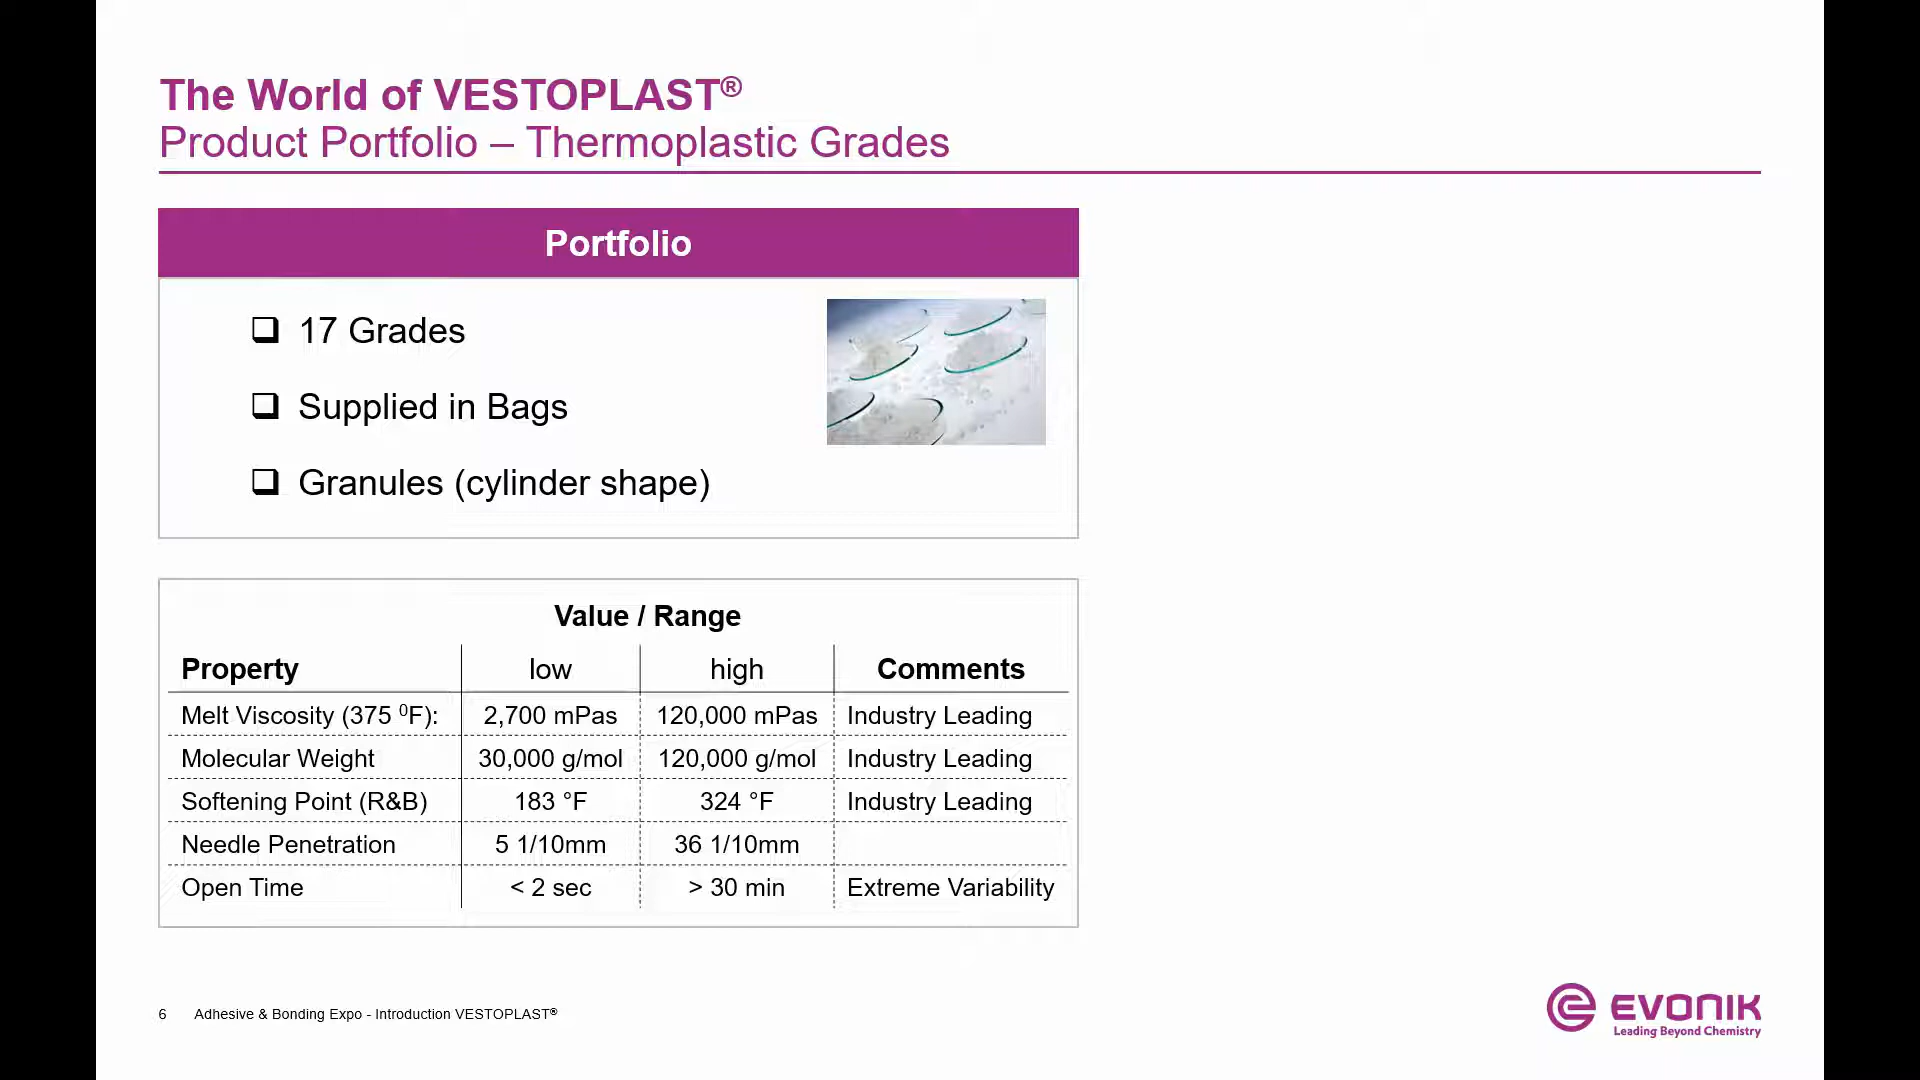 The World of VESTOPLAST®
Product Portfolio – Thermoplastic Grades
Portfolio
❑ 17 Grades
❑ Supplied in Bags
❑ Granules (cylinder shape)
Value / Range
Property low high Comments
Melt Viscosity (375 ⁰F): 2,700 mPas 120,000 mPas Industry Leading
Molecular Weight 30,000 g/mol 120,000 g/mol Industry Leading
Softening Point (R&B) 183 °F 324 °F Industry Leading
Needle Penetration 5 1/10mm 36 1/10mm
Open Time < 2 sec > 30 min Extreme Variability
6 Adhesive & Bonding Expo - Introduction VESTOPLAST®
EVONIK
Leading Beyond Chemistry